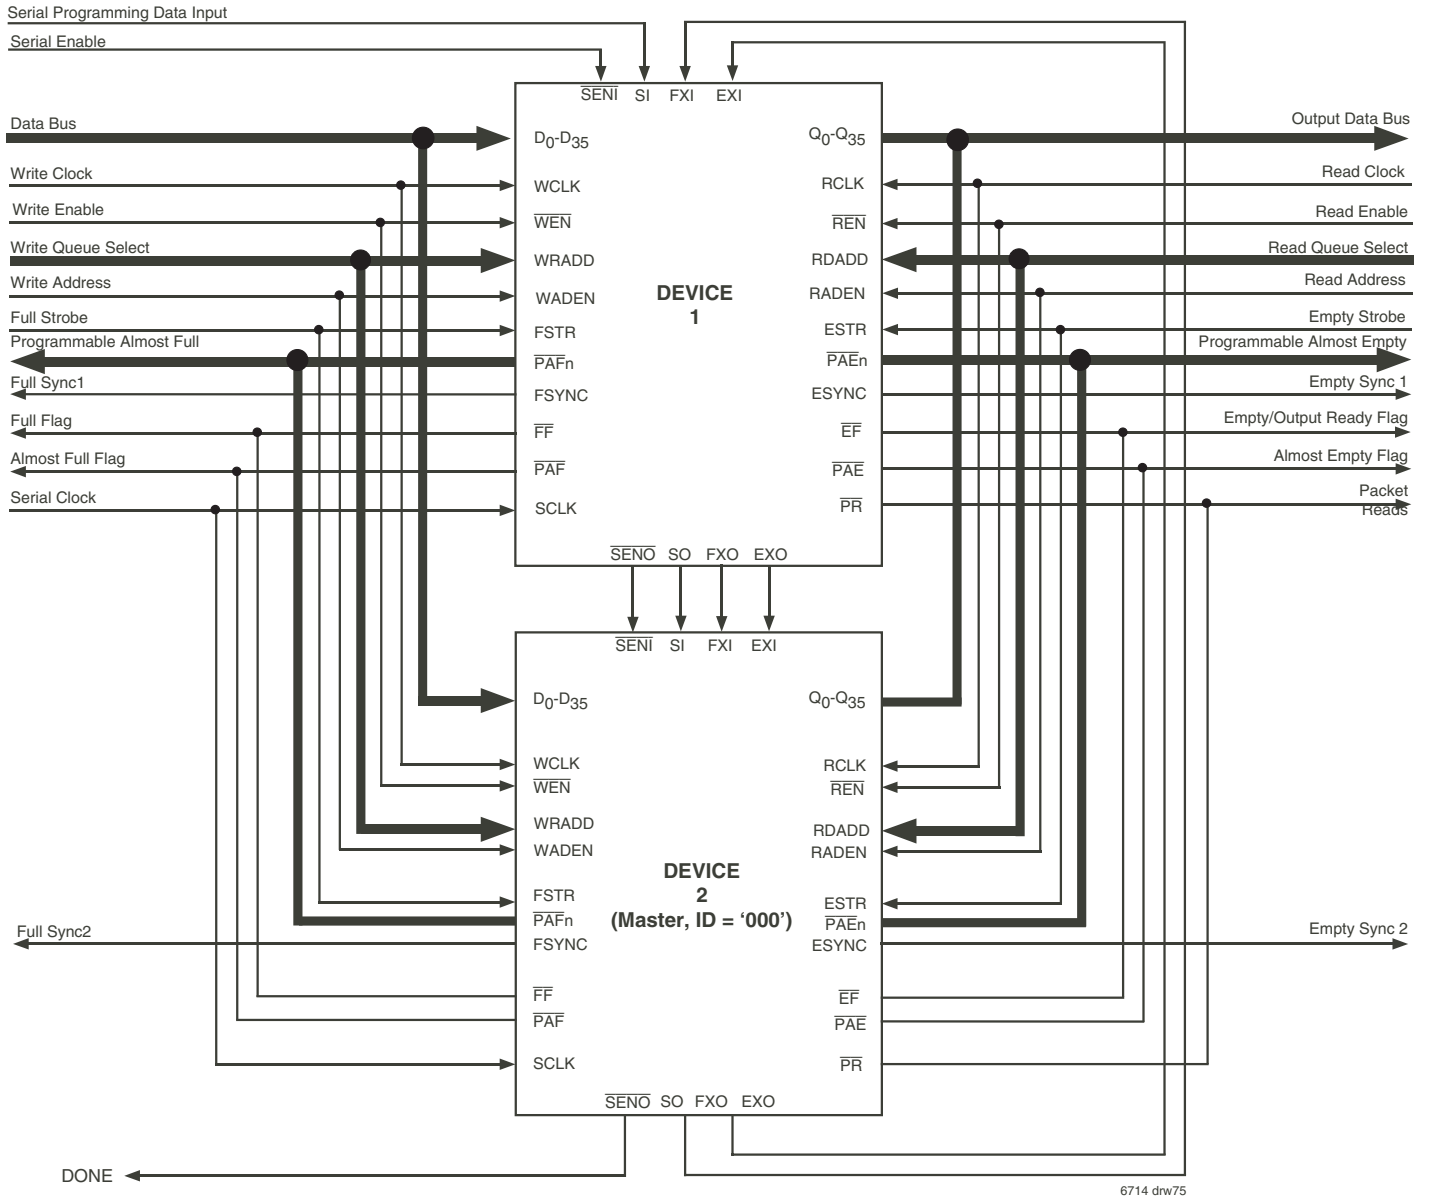 Serial Programming Data Input
Serial Enable
SENI SI FXI EXI
Data Bus D0-D35 Q0-Q35 Output Data Bus
Write Clock WCLK RCLK Read Clock
Write Enable WEN REN Read Enable
Write Queue Select WRADD RDADD Read Queue Select
Write Address WADEN RADEN Read Address
DEVICE
1
Full Strobe FSTR ESTR Empty Strobe
Programmable Almost Full PAFn PAEn Programmable Almost Empty
Full Sync1 FSYNC ESYNC Empty Sync 1
Full Flag FF EF Empty/Output Ready Flag
Almost Full Flag PAF PAE Almost Empty Flag
Serial Clock SCLK PR Packet
Reads
SENO SO FXO EXO
SENI SI FXI EXI
D0-D35 Q0-Q35
WCLK RCLK
WEN REN
WRADD RDADD
WADEN RADEN
DEVICE
2
(Master, ID = ‘000’)
FSTR ESTR
PAFn PAEn
Full Sync2 FSYNC ESYNC Empty Sync 2
FF EF
PAF PAE
SCLK PR
SENO SO FXO EXO
DONE
6714 drw75